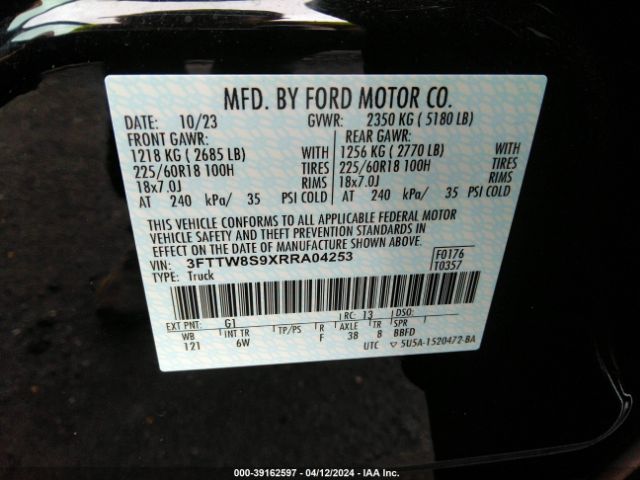 MFD. BY FORD MOTOR CO.
DATE: 10/23 GVWR: 2350 KG ( 5180 LB)
FRONT GAWR: REAR GAWR:
1218 KG ( 2685 LB) WITH 1256 KG ( 2770 LB) WITH
225/60R18 100H TIRES 225/60R18 100H TIRES
18x7.0J RIMS 18x7.0J RIMS
AT 240 kPa/ 35 PSI COLD AT 240 kPa/ 35 PSI COLD
THIS VEHICLE CONFORMS TO ALL APPLICABLE FEDERAL MOTOR
VEHICLE SAFETY AND THEFT PREVENTION STANDARDS IN
EFFECT ON THE DATE OF MANUFACTURE SHOWN ABOVE.
VIN: 3FTTW8S9XRRA04253 F0176
TYPE: Truck T0357
EXT PNT: G1 RC: 13 DSO:
WB INT TR TP/PS R AXLE TR SPR
121 6W F 38 8 BBFD
UTC ▽ 5U5A-1520472-BA
000-39162597 - 04/12/2024 - IAA Inc.